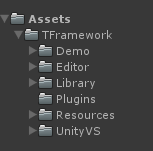 Assets
TFramework
Demo
Editor
Library
Plugins
Resources
UnityVS